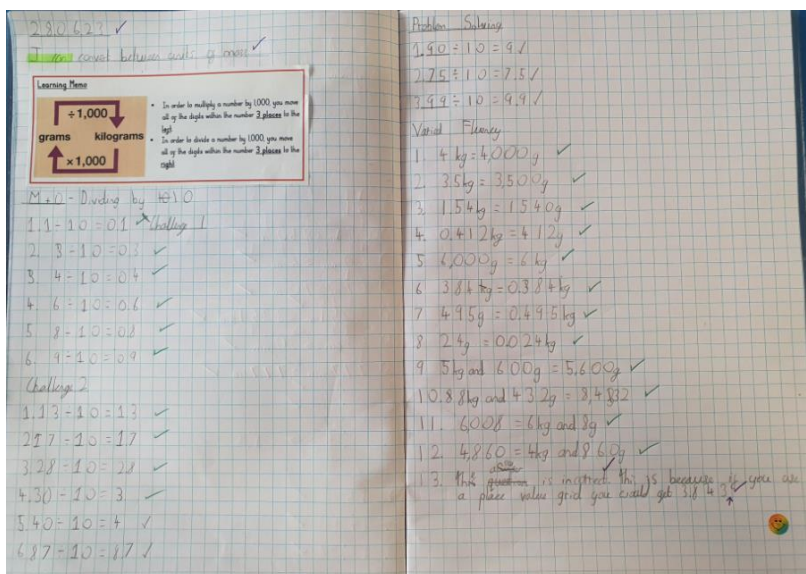 28.06.23
I can convert between units of mass
Learning Memo
÷ 1,000
grams kilograms
× 1,000
• In order to multiply a number by 1,000, you move all of the digits within the number 3 places to the left
• In order to divide a number by 1,000, you move all of the digits within the number 3 places to the right
M+O - Dividing by 10
Challenge 1
1. 1÷10=0.1
2. 3÷10=0.3
3. 4÷10=0.4
4. 6÷10=0.6
5. 8÷10=0.8
6. 9÷10=0.9
Challenge 2
1. 13÷10=1.3
2. 17÷10=1.7
3. 28÷10=2.8
4. 30÷10=3
5. 40÷10=4
6. 87÷10=8.7
Problem Solving
1. 90÷10=9
2. 75÷10=7.5
3. 99÷10=9.9
Varied Fluency
1. 4kg=4,000g
2. 3.5kg=3,500g
3. 1.54kg=1540g
4. 0.412kg=412g
5. 6,000g=6kg
6. 384g=0.384kg
7. 495g=0.495kg
8. 24g=0.024kg
9. 5kg and 600g=5,600g
10. 8kg and 432g=8,432
11. 6,008=6kg and 8g
12. 4,860=4kg and 860g
13. This answer is incorrect this is because if you use
a place value grid you would get 3.843